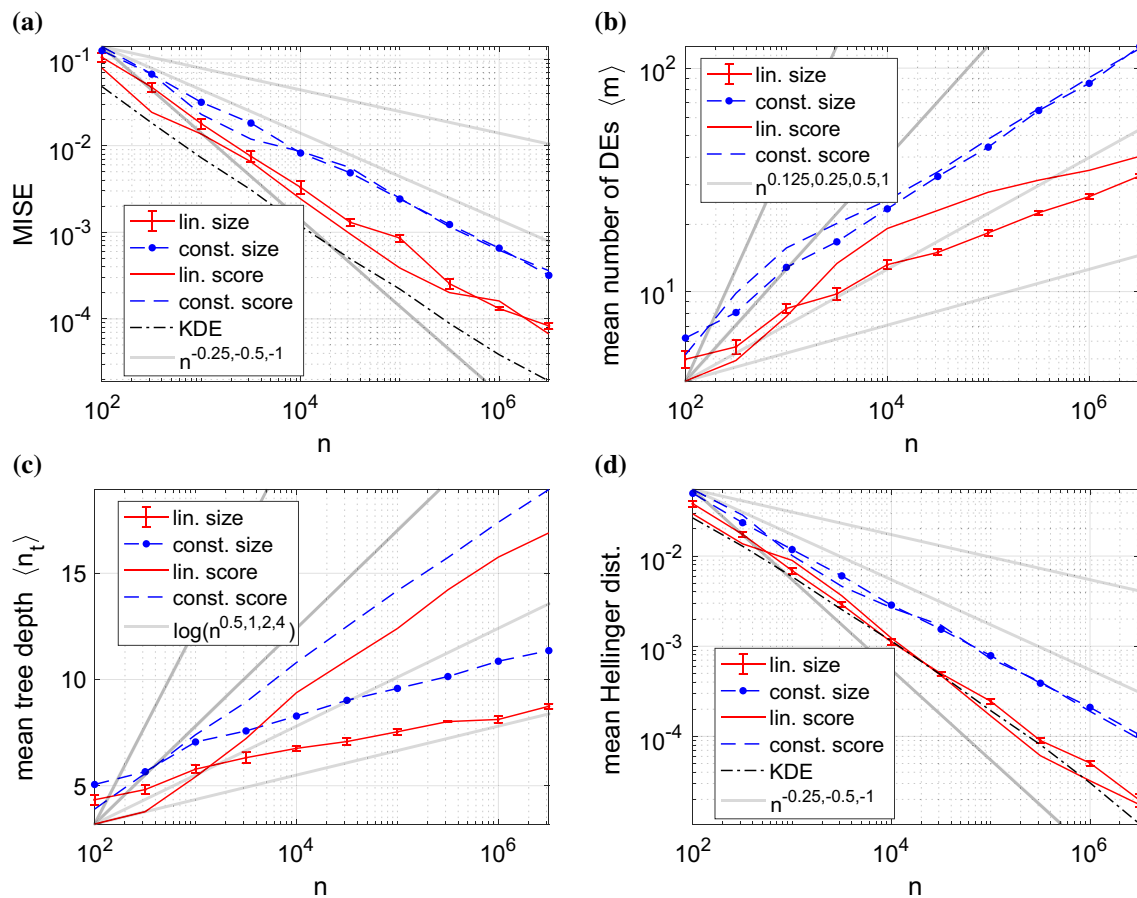 (a)
MISE
10^-1
10^-2
10^-3
10^-4
lin. size
const. size
lin. score
const. score
KDE
n^-0.25,-0.5,-1
10^2
10^4
10^6
n
(b)
mean number of DEs ⟨m⟩
10^2
10^1
lin. size
const. size
lin. score
const. score
n^0.125,0.25,0.5,1
10^2
10^4
10^6
n
(c)
mean tree depth ⟨n_t⟩
15
10
5
lin. size
const. size
lin. score
const. score
log(n^0.5,1,2,4)
10^2
10^4
10^6
n
(d)
mean Hellinger dist.
10^-2
10^-3
10^-4
lin. size
const. size
lin. score
const. score
KDE
n^-0.25,-0.5,-1
10^2
10^4
10^6
n